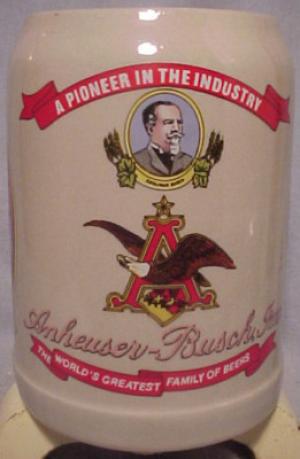 A PIONEER IN THE INDUSTRY
A
Anheuser-Busch, Inc
THE WORLD'S GREATEST FAMILY OF BEERS